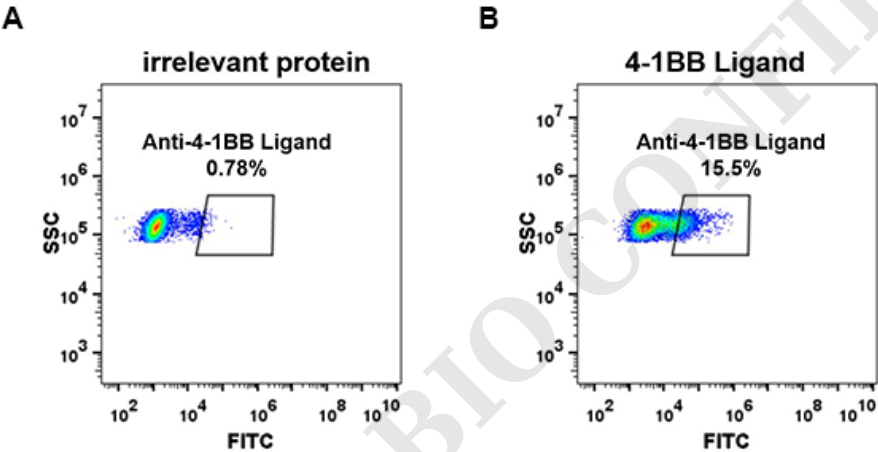 A
irrelevant protein
Anti-4-1BB Ligand
0.78%
SSC
10^7
10^6
10^5
10^4
10^3
10^2 10^4 10^6 10^8 10^10
FITC
B
4-1BB Ligand
Anti-4-1BB Ligand
15.5%
SSC
10^7
10^6
10^5
10^4
10^3
10^2 10^4 10^6 10^8 10^10
FITC
BIO CONFI